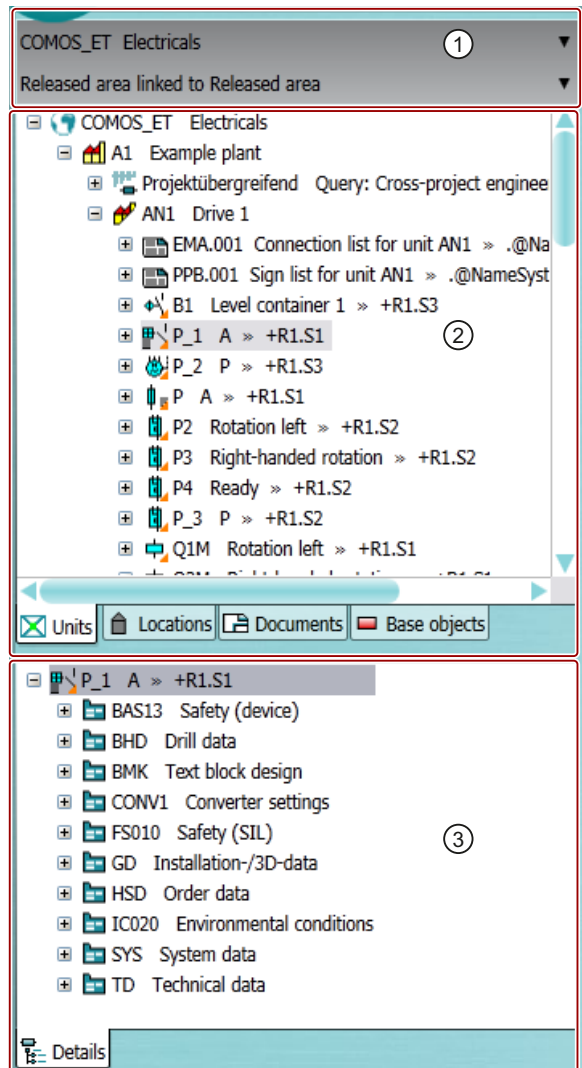 COMOS_ET Electricals
1
Released area linked to Released area
COMOS_ET Electricals
A1 Example plant
Projektübergreifend Query: Cross-project enginee
AN1 Drive 1
EMA.001 Connection list for unit AN1 » .@Na
PPB.001 Sign list for unit AN1 » .@NameSyst
B1 Level container 1 » +R1.S3
P_1 A » +R1.S1
2
P_2 P » +R1.S3
P A » +R1.S1
P2 Rotation left » +R1.S2
P3 Right-handed rotation » +R1.S2
P4 Ready » +R1.S2
P_3 P » +R1.S2
Q1M Rotation left » +R1.S1
Units Locations Documents Base objects
P_1 A » +R1.S1
BAS13 Safety (device)
BHD Drill data
BMK Text block design
CONV1 Converter settings
FS010 Safety (SIL)
3
GD Installation-/3D-data
HSD Order data
IC020 Environmental conditions
SYS System data
TD Technical data
Details